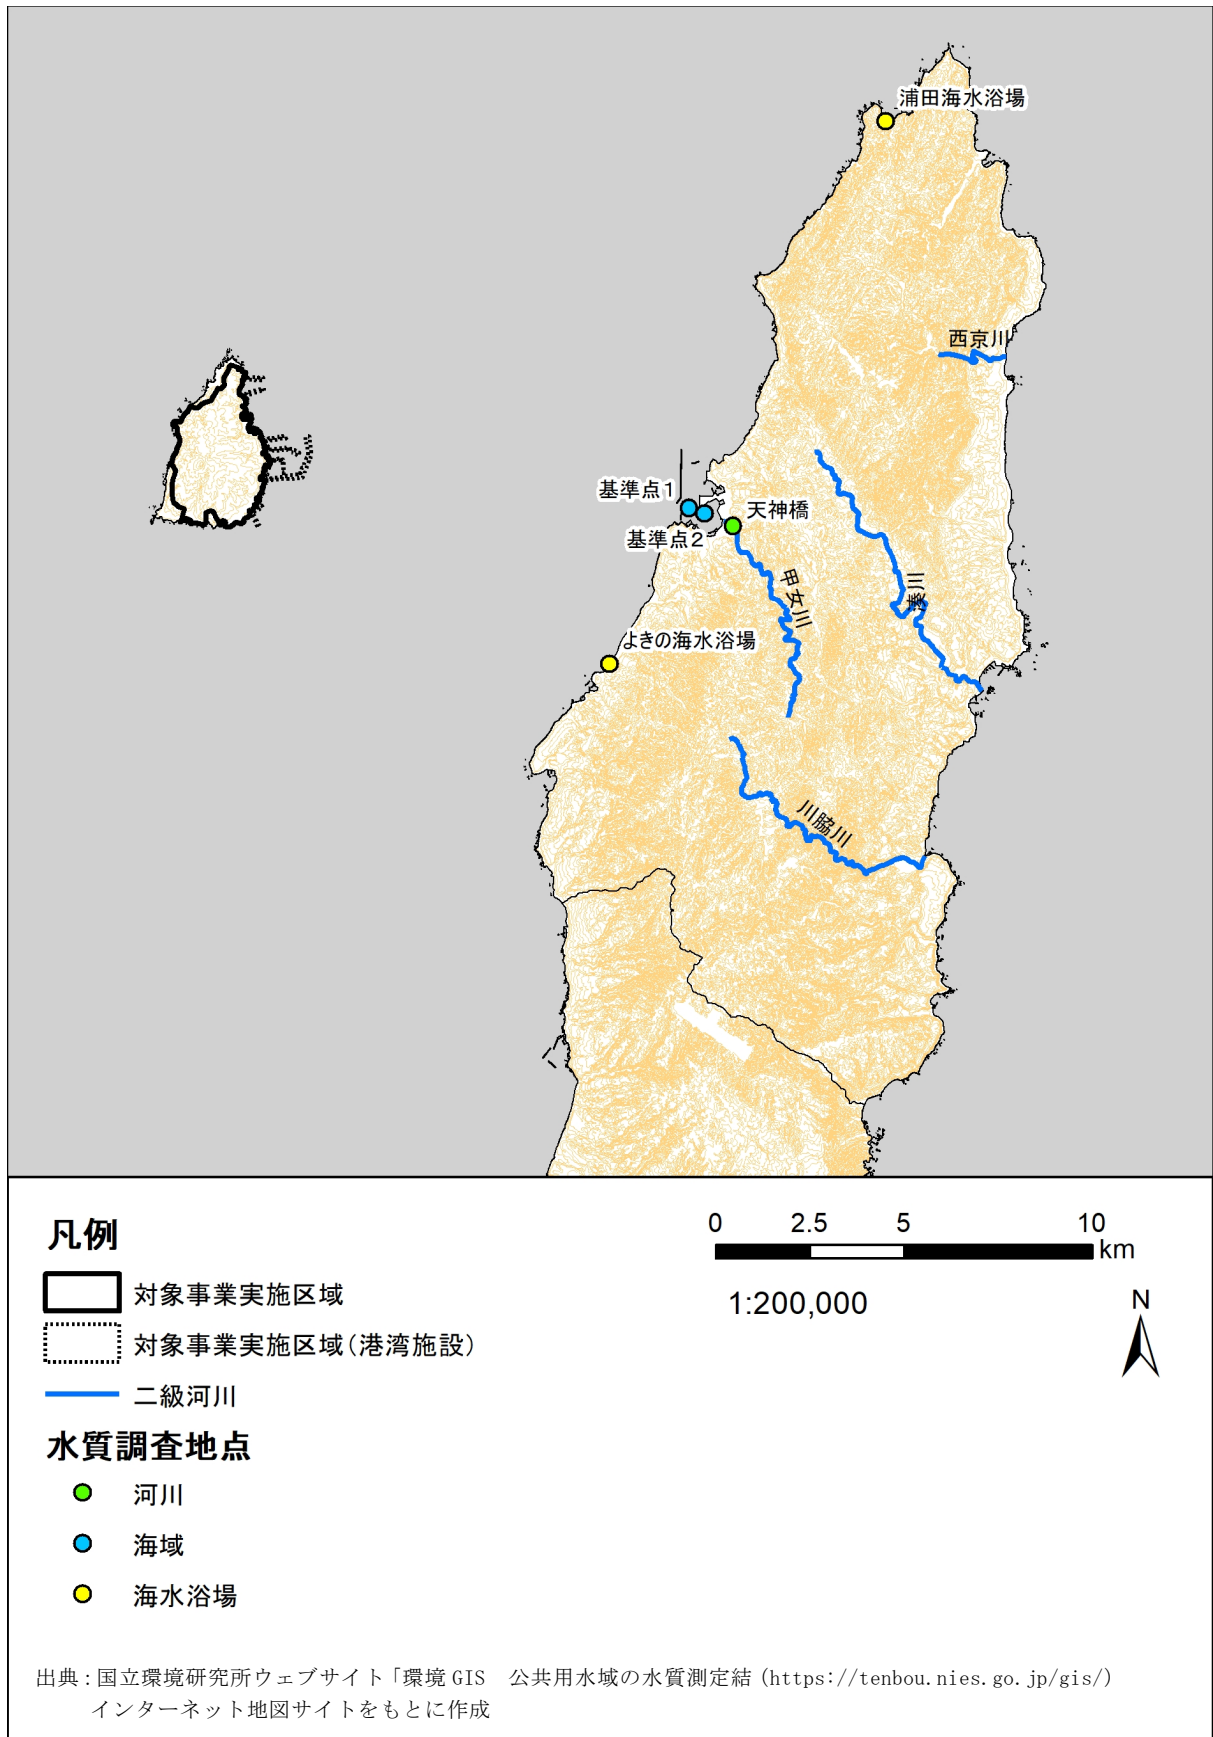 浦田海水浴場
西京川
基準点1
天神橋
基準点2
甲女川
湊川
よきの海水浴場
川脇川
凡例
対象事業実施区域
対象事業実施区域(港湾施設)
二級河川
水質調査地点
河川
海域
海水浴場
0 2.5 5 10
km
1:200,000
N
出典:国立環境研究所ウェブサイト「環境 GIS 公共用水域の水質測定結(https://tenbou.nies.go.jp/gis/)
インターネット地図サイトをもとに作成